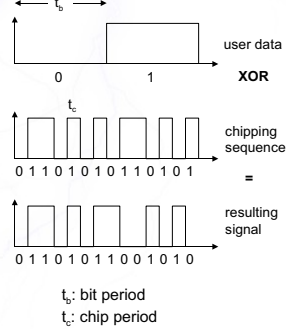 t_b
user data
0 1 XOR
t_c
chipping
sequence
0 1 1 0 1 0 1 0 1 1 0 1 0 1 =
resulting
signal
0 1 1 0 1 0 1 1 0 0 1 0 1 0
t_b: bit period
t_c: chip period